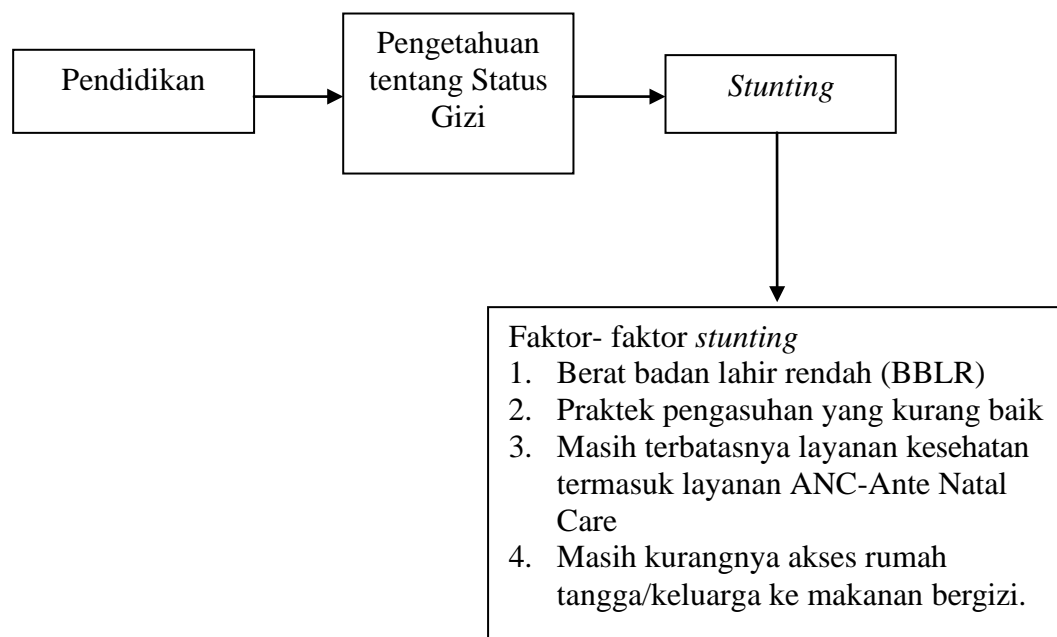 Pendidikan
Pengetahuan
tentang Status
Gizi
Stunting
Faktor- faktor stunting
1. Berat badan lahir rendah (BBLR)
2. Praktek pengasuhan yang kurang baik
3. Masih terbatasnya layanan kesehatan
termasuk layanan ANC-Ante Natal
Care
4. Masih kurangnya akses rumah
tangga/keluarga ke makanan bergizi.